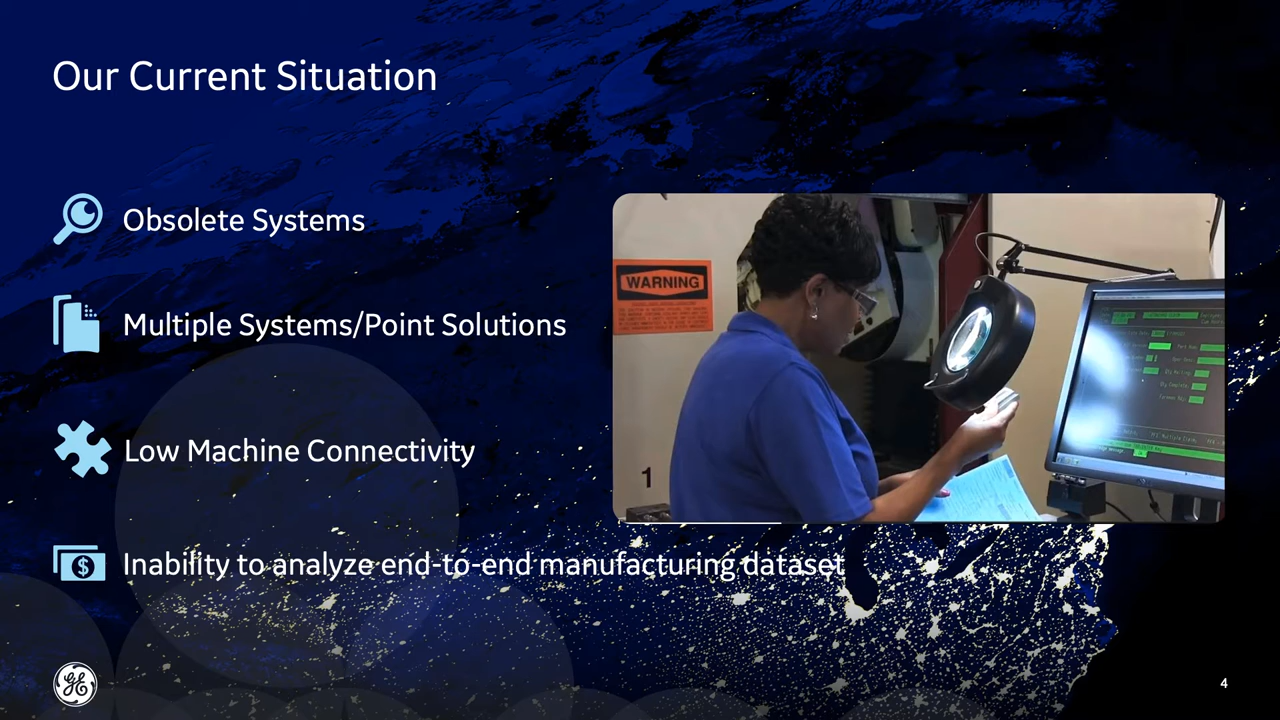 Our Current Situation
Obsolete Systems
Multiple Systems/Point Solutions
Low Machine Connectivity
Inability to analyze end-to-end manufacturing dataset
WARNING
1
GE
4